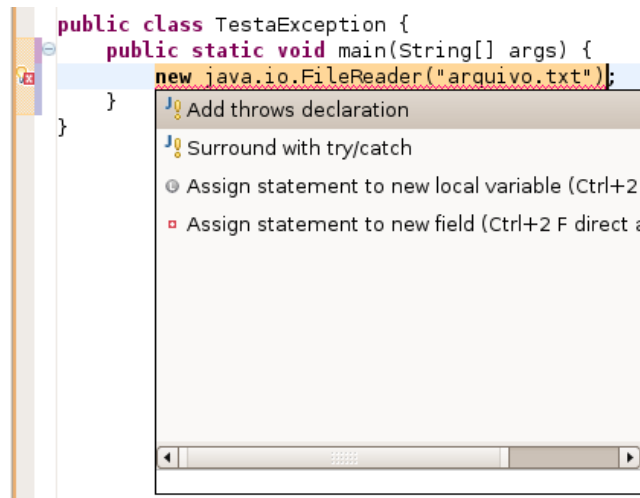 public class TestaException {
public static void main(String[] args) {
new java.io.FileReader("arquivo.txt");
}
}
Add throws declaration
Surround with try/catch
Assign statement to new local variable (Ctrl+2
Assign statement to new field (Ctrl+2 F direct a